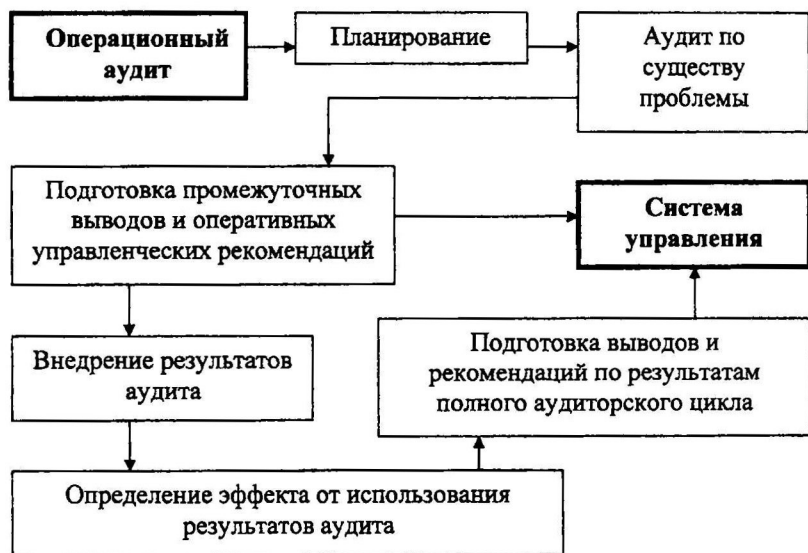 Операционный
аудит
Планирование
Аудит по
существу
проблемы
Подготовка промежуточных
выводов и оперативных
управленческих рекомендаций
Система
управления
Внедрение результатов
аудита
Подготовка выводов и
рекомендаций по результатам
полного аудиторского цикла
Определение эффекта от использования
результатов аудита